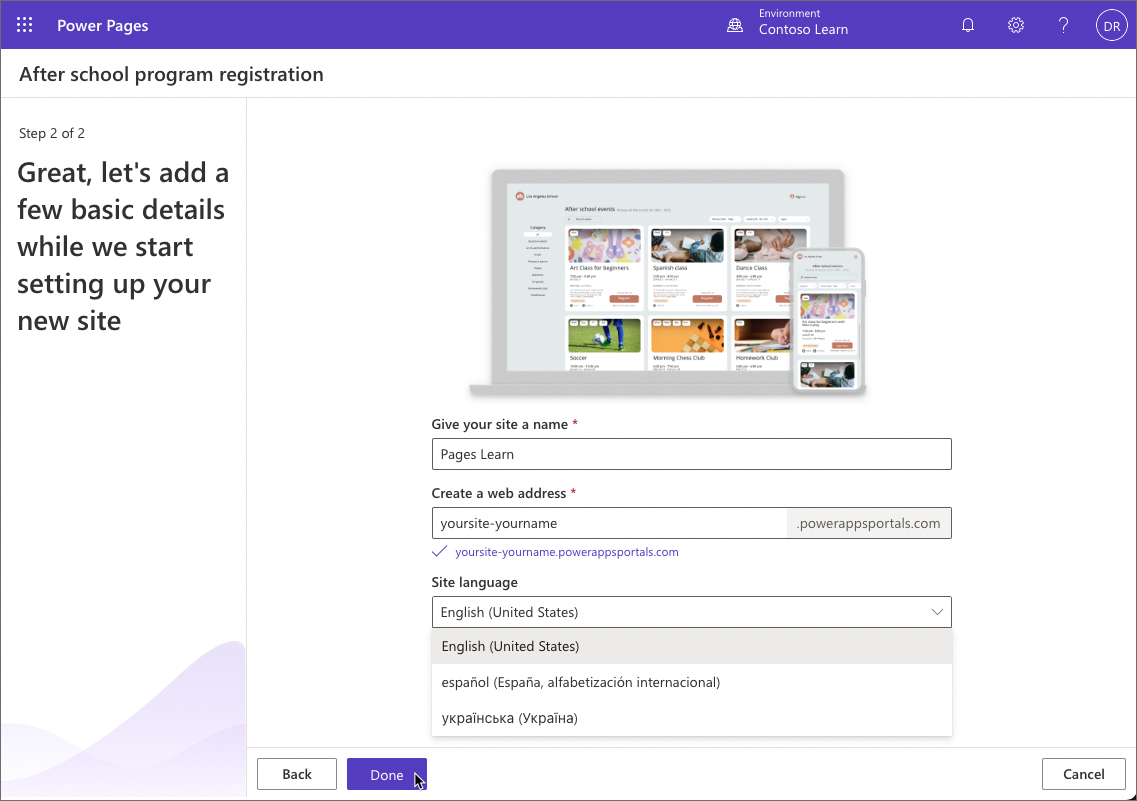 Power Pages
Environment
Contoso Learn
DR
After school program registration
Step 2 of 2
Great, let's add a
few basic details
while we start
setting up your
new site
After school events
Category
Art Class for beginners
Spanish class
Dance Class
Soccer
Morning Chess Club
Homework Club
Give your site a name *
Pages Learn
Create a web address *
yoursite-yourname
.powerappsportals.com
yoursite-yourname.powerappsportals.com
Site language
English (United States)
English (United States)
español (España, alfabetización internacional)
українська (Україна)
Back
Done
Cancel